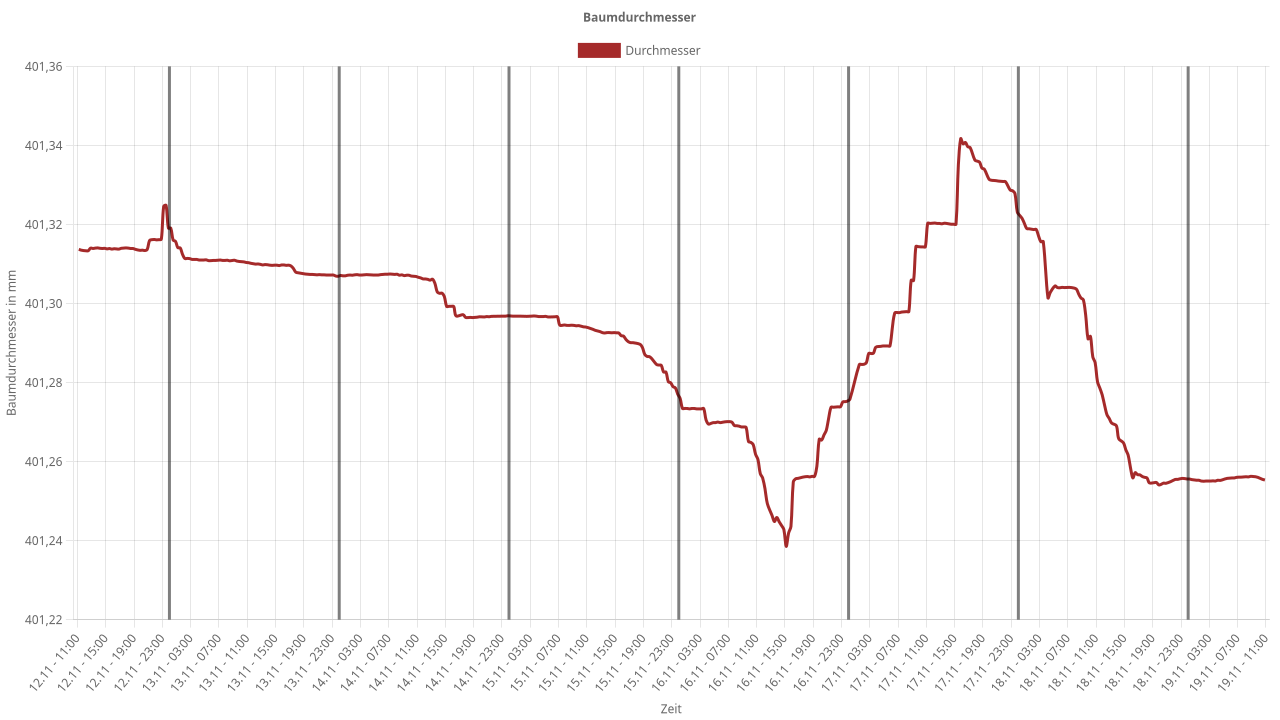 Baumdurchmesser
Durchmesser
401,36
401,34
401,32
401,30
401,28
401,26
401,24
401,22
Baumdurchmesser in mm
12.11 - 11:00
12.11 - 15:00
12.11 - 19:00
12.11 - 23:00
13.11 - 03:00
13.11 - 07:00
13.11 - 11:00
13.11 - 15:00
13.11 - 19:00
13.11 - 23:00
14.11 - 03:00
14.11 - 07:00
14.11 - 11:00
14.11 - 15:00
14.11 - 19:00
14.11 - 23:00
15.11 - 03:00
15.11 - 07:00
15.11 - 11:00
15.11 - 15:00
15.11 - 19:00
15.11 - 23:00
16.11 - 03:00
16.11 - 07:00
16.11 - 11:00
16.11 - 15:00
16.11 - 19:00
16.11 - 23:00
17.11 - 03:00
17.11 - 07:00
17.11 - 11:00
17.11 - 15:00
17.11 - 19:00
17.11 - 23:00
18.11 - 03:00
18.11 - 07:00
18.11 - 11:00
18.11 - 15:00
18.11 - 19:00
18.11 - 23:00
19.11 - 03:00
19.11 - 07:00
19.11 - 11:00
Zeit